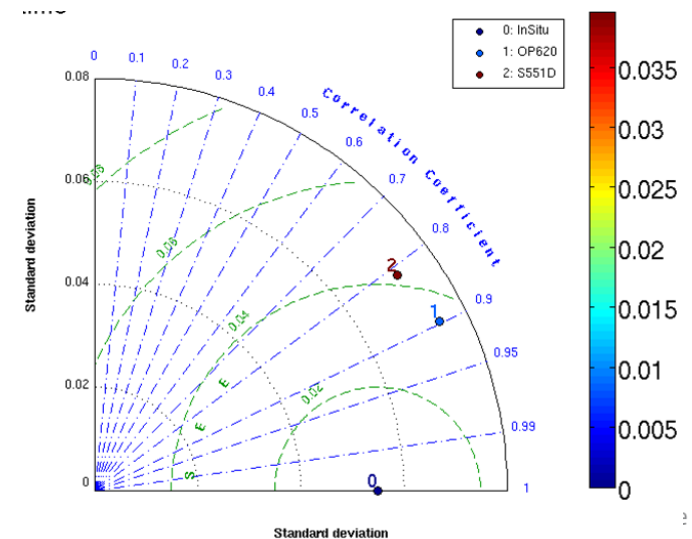 0: InSitu
1: OP620
2: S551D
0 0.1 0.2 0.3 0.4 0.5 0.6 0.7 0.8 0.9 0.95 0.99 1
Correlation Coefficient
0.08
0.06
0.04
0.02
0
Standard deviation
Standard deviation
0.08
0.06
0.04
0.02
E
E
S
2
1
0
0.035
0.03
0.025
0.02
0.015
0.01
0.005
0